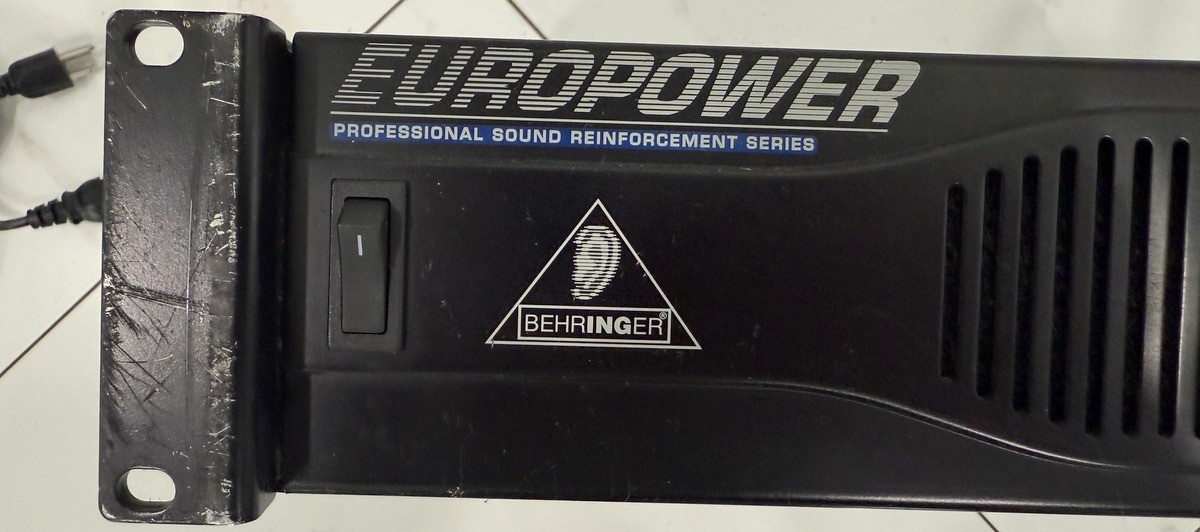 EUROPOWER
PROFESSIONAL SOUND REINFORCEMENT SERIES
I
BEHRINGER®